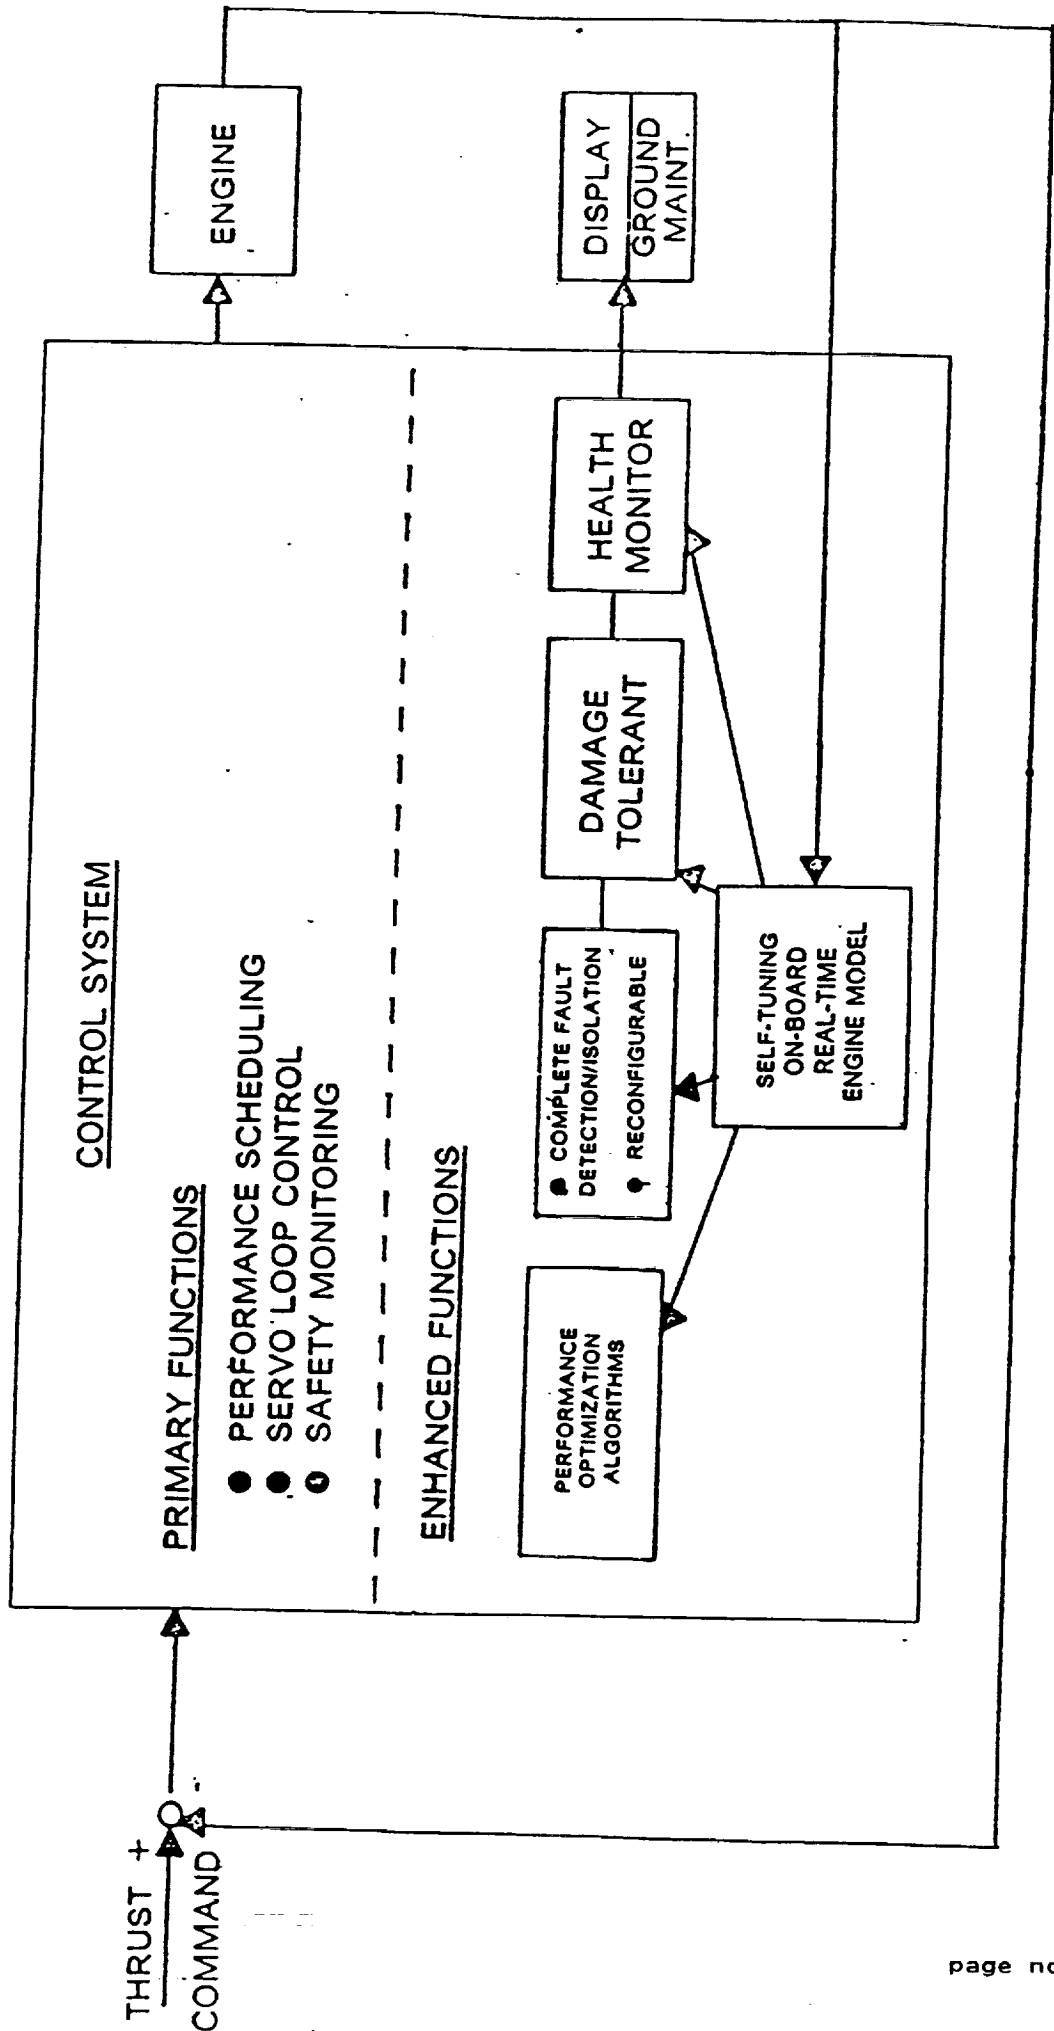 THRUST +
COMMAND -
CONTROL SYSTEM
PRIMARY FUNCTIONS
● PERFORMANCE SCHEDULING
● SERVO LOOP CONTROL
● SAFETY MONITORING
ENHANCED FUNCTIONS
PERFORMANCE
OPTIMIZATION
ALGORITHMS
● COMPLETE FAULT
DETECTION/ISOLATION
● RECONFIGURABLE
DAMAGE
TOLERANT
HEALTH
MONITOR
SELF-TUNING
ON-BOARD
REAL-TIME
ENGINE MODEL
ENGINE
DISPLAY
GROUND
MAINT.
page